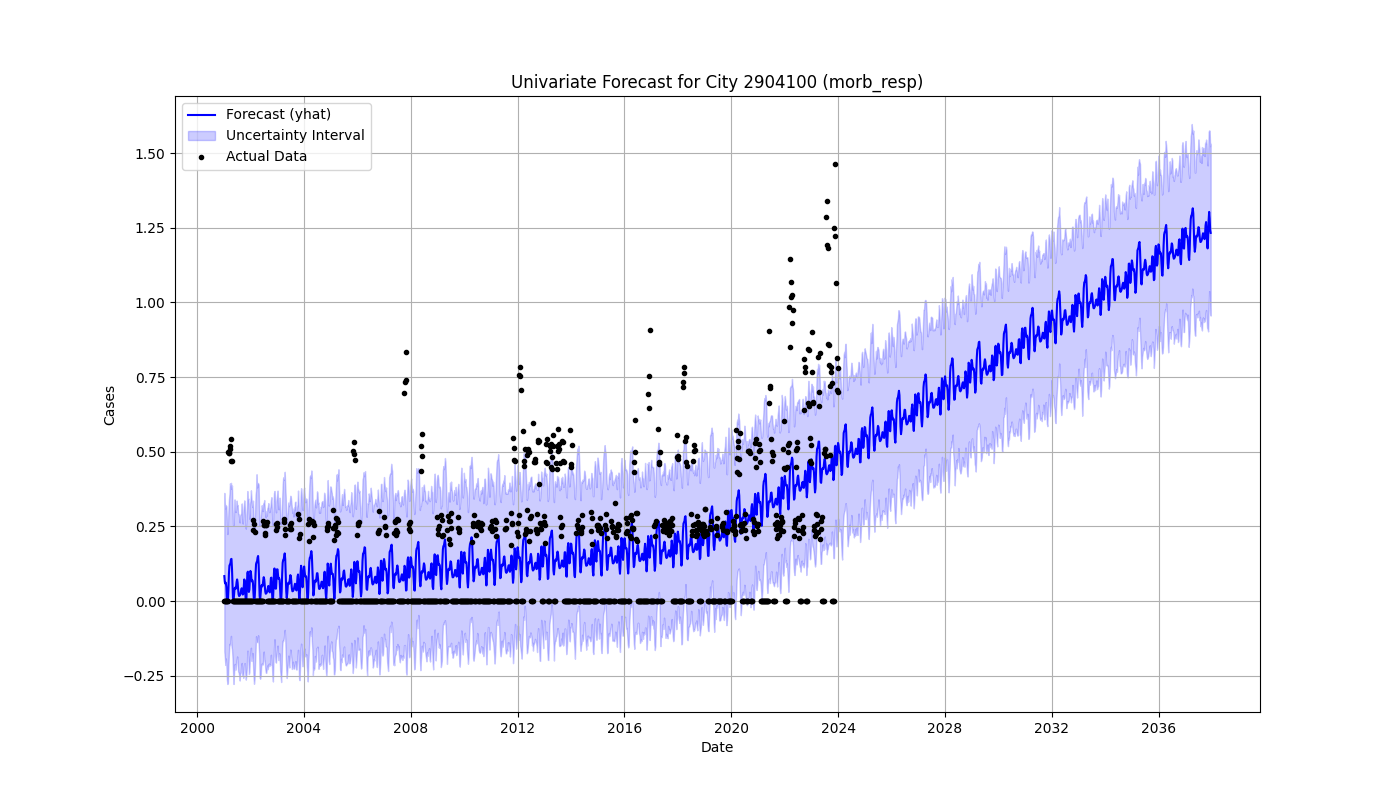 Univariate Forecast for City 2904100 (morb_resp)
Forecast (yhat)
Uncertainty Interval
Actual Data
1.50
1.25
1.00
0.75
0.50
0.25
0.00
−0.25
Cases
2000 2004 2008 2012 2016 2020 2024 2028 2032 2036
Date